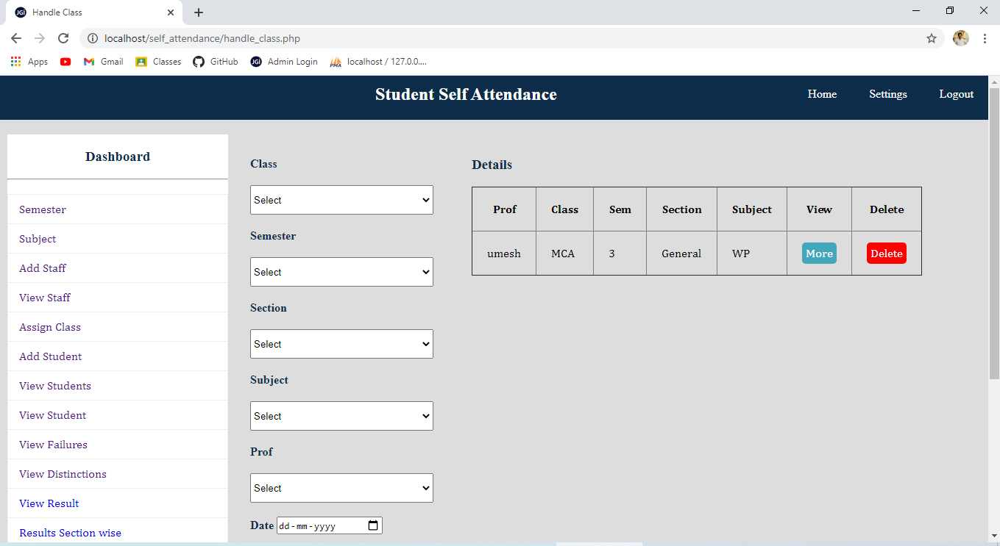 JGi Handle Class
localhost/self_attendance/handle_class.php
Apps Gmail Classes GitHub JGi Admin Login PMA localhost / 127.0.0....
Student Self Attendance Home Settings Logout
Dashboard
Semester
Subject
Add Staff
View Staff
Assign Class
Add Student
View Students
View Student
View Failures
View Distinctions
View Result
Results Section wise
Class
Select
Semester
Select
Section
Select
Subject
Select
Prof
Select
Date dd-mm-yyyy
Details
Prof Class Sem Section Subject View Delete
umesh MCA 3 General WP More Delete